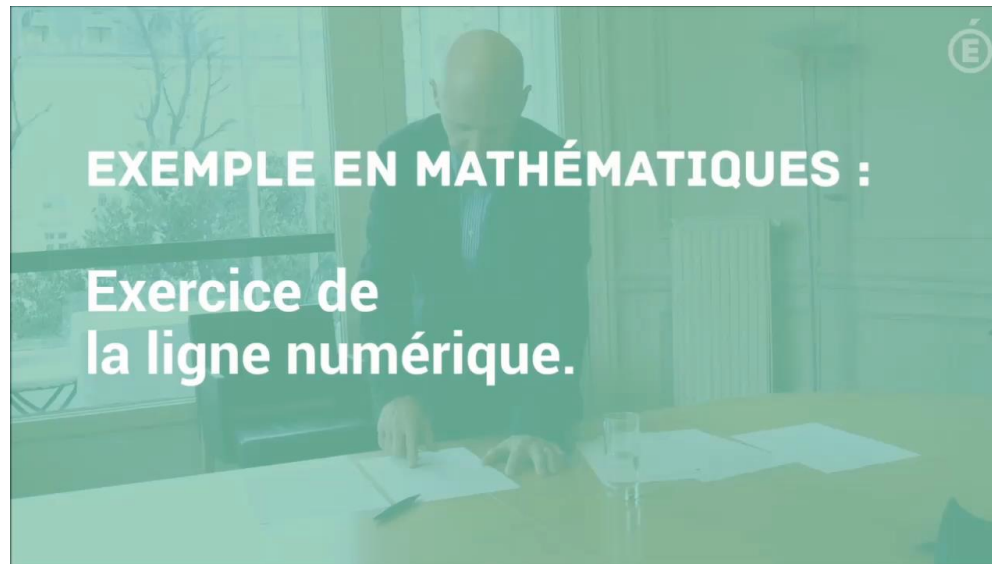 É
EXEMPLE EN MATHÉMATIQUES :
Exercice de
la ligne numérique.